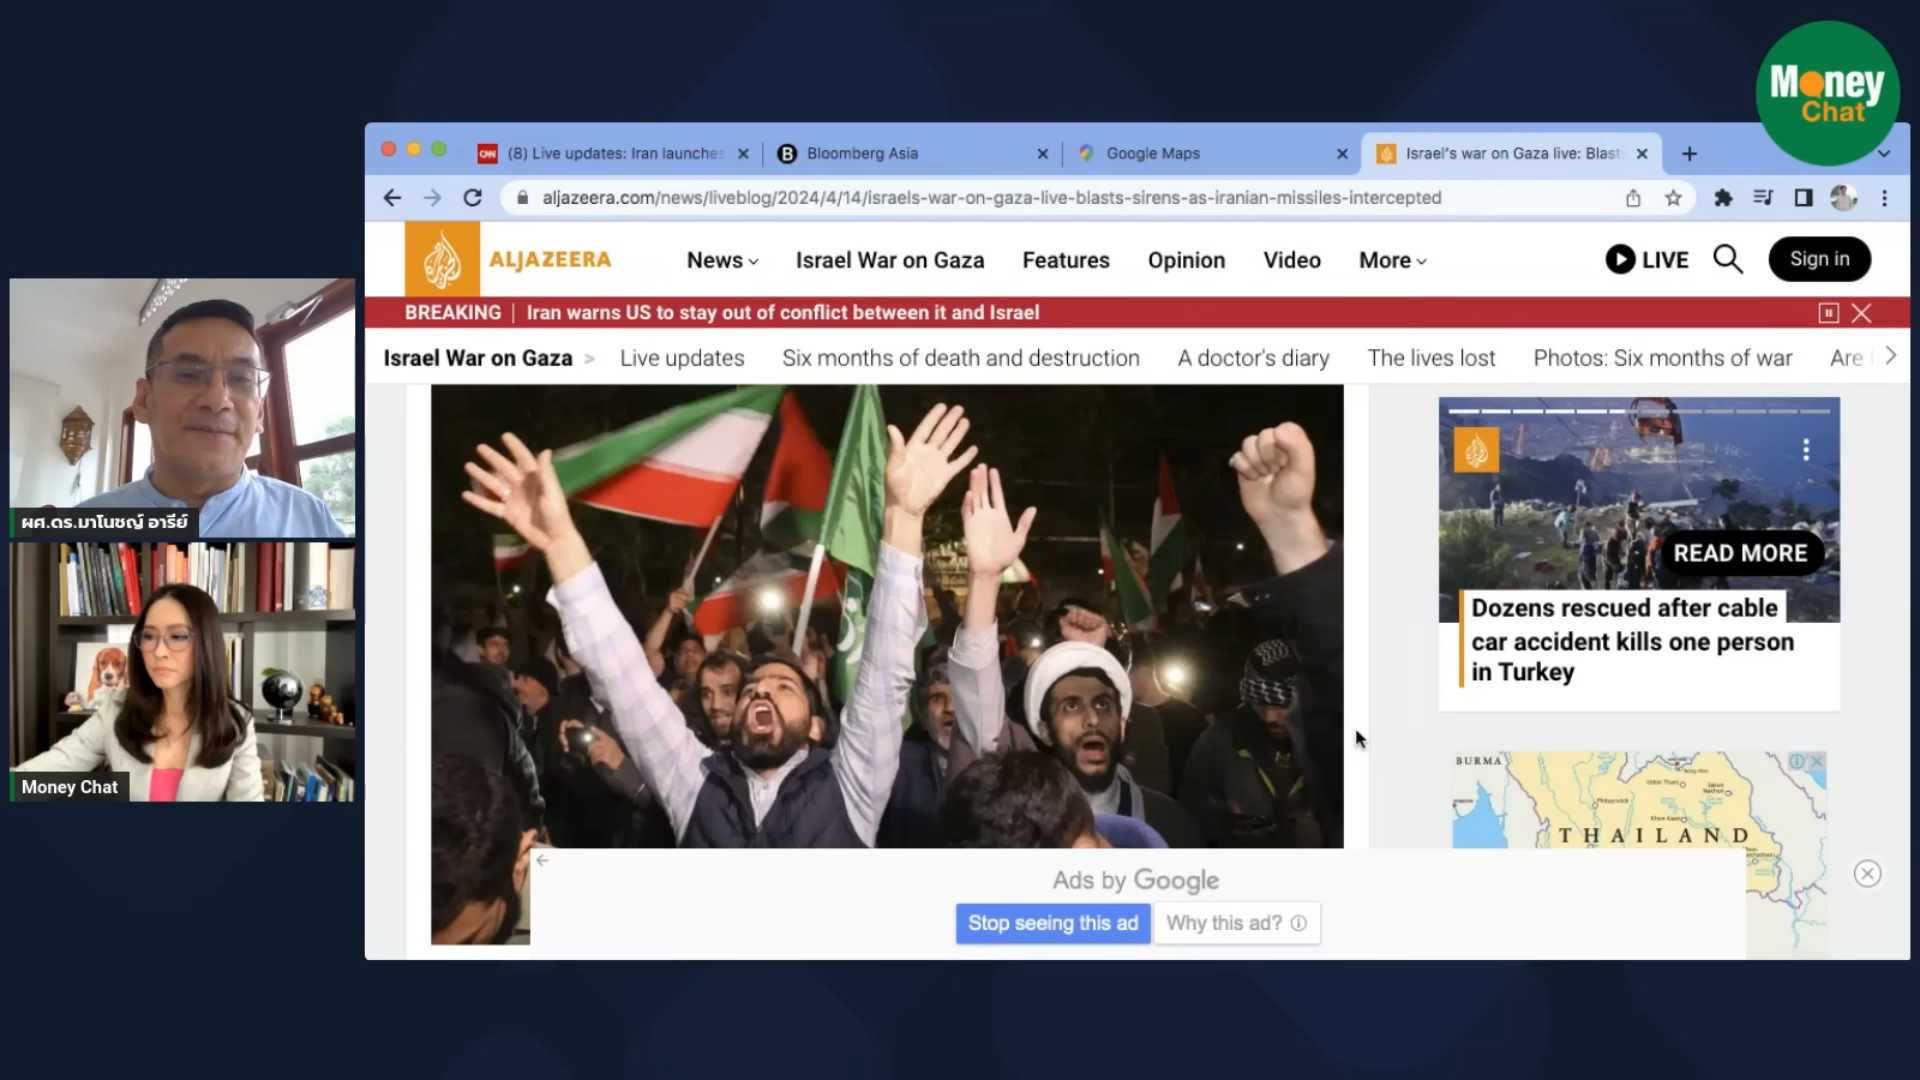 Money
Chat
(8) Live updates: Iran launches
Bloomberg Asia
Google Maps
Israel's war on Gaza live: Blast
aljazeera.com/news/liveblog/2024/4/14/israels-war-on-gaza-live-blasts-sirens-as-iranian-missiles-intercepted
ALJAZEERA
News
Israel War on Gaza
Features
Opinion
Video
More
LIVE
Sign in
BREAKING | Iran warns US to stay out of conflict between it and Israel
Israel War on Gaza > Live updates Six months of death and destruction A doctor's diary The lives lost Photos: Six months of war Are
ผศ.ดร.มาโนชญ์ อารีย์
Money Chat
READ MORE
Dozens rescued after cable
car accident kills one person
in Turkey
BURMA
THAILAND
Ads by Google
Stop seeing this ad
Why this ad?